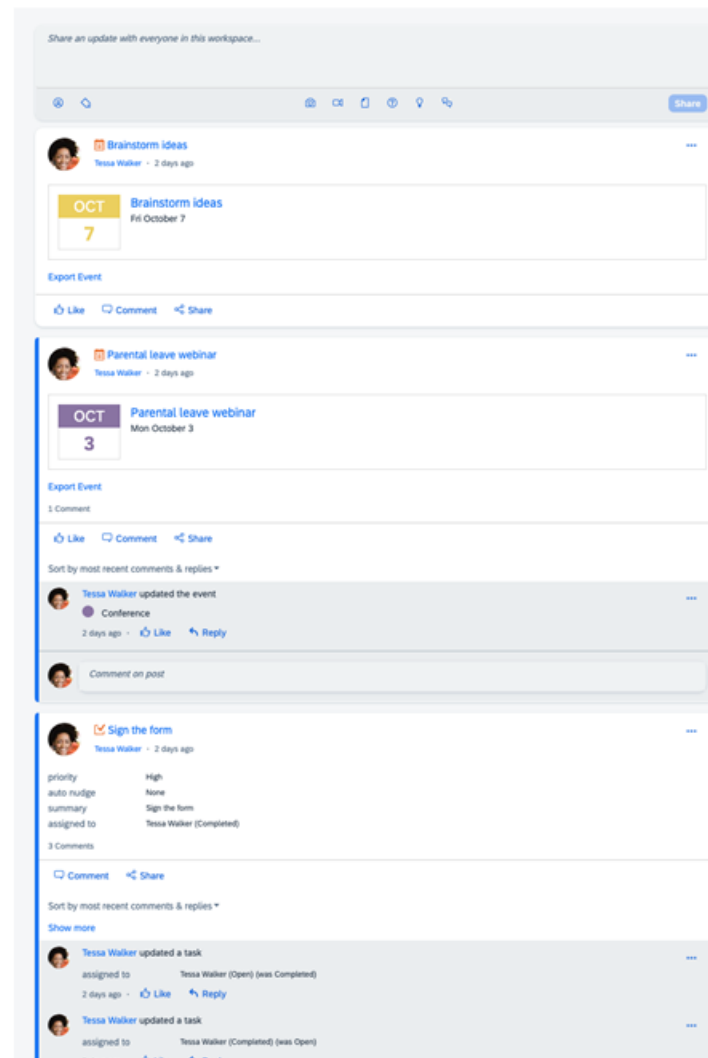 Share an update with everyone in this workspace...
Share
Brainstorm ideas
Tessa Walker · 2 days ago
OCT
7
Brainstorm ideas
Fri October 7
Export Event
Like Comment Share
Parental leave webinar
Tessa Walker · 2 days ago
OCT
3
Parental leave webinar
Mon October 3
Export Event
1 Comment
Like Comment Share
Sort by most recent comments & replies
Tessa Walker updated the event
Conference
2 days ago · Like Reply
Comment on post
Sign the form
Tessa Walker · 2 days ago
priority High
auto nudge None
summary Sign the form
assigned to Tessa Walker (Completed)
3 Comments
Comment Share
Sort by most recent comments & replies
Show more
Tessa Walker updated a task
assigned to Tessa Walker (Open) (was Completed)
2 days ago · Like Reply
Tessa Walker updated a task
assigned to Tessa Walker (Completed) (was Open)